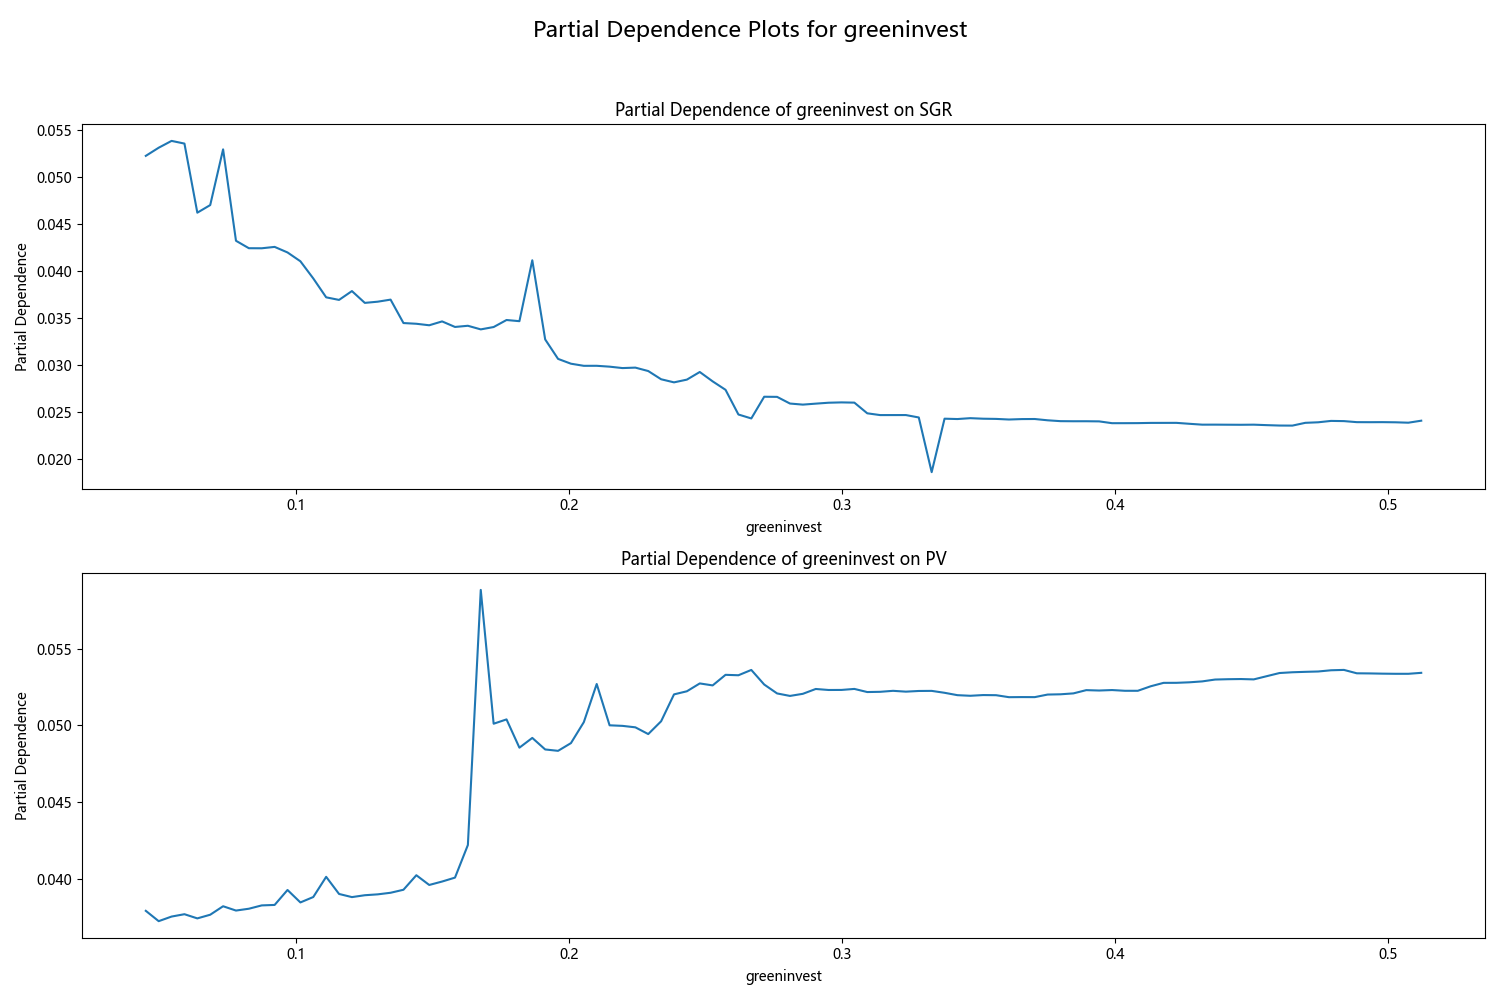 Partial Dependence Plots for greeninvest
Partial Dependence of greeninvest on SGR
Partial Dependence
0.055
0.050
0.045
0.040
0.035
0.030
0.025
0.020
0.1 0.2 0.3 0.4 0.5
greeninvest
Partial Dependence of greeninvest on PV
Partial Dependence
0.055
0.050
0.045
0.040
0.1 0.2 0.3 0.4 0.5
greeninvest